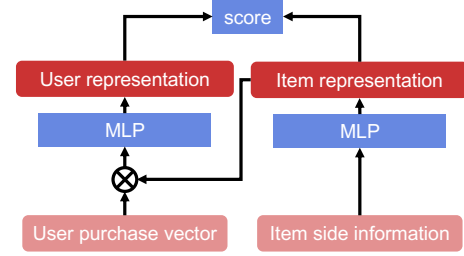 score
User representation
Item representation
MLP
MLP
User purchase vector
Item side information